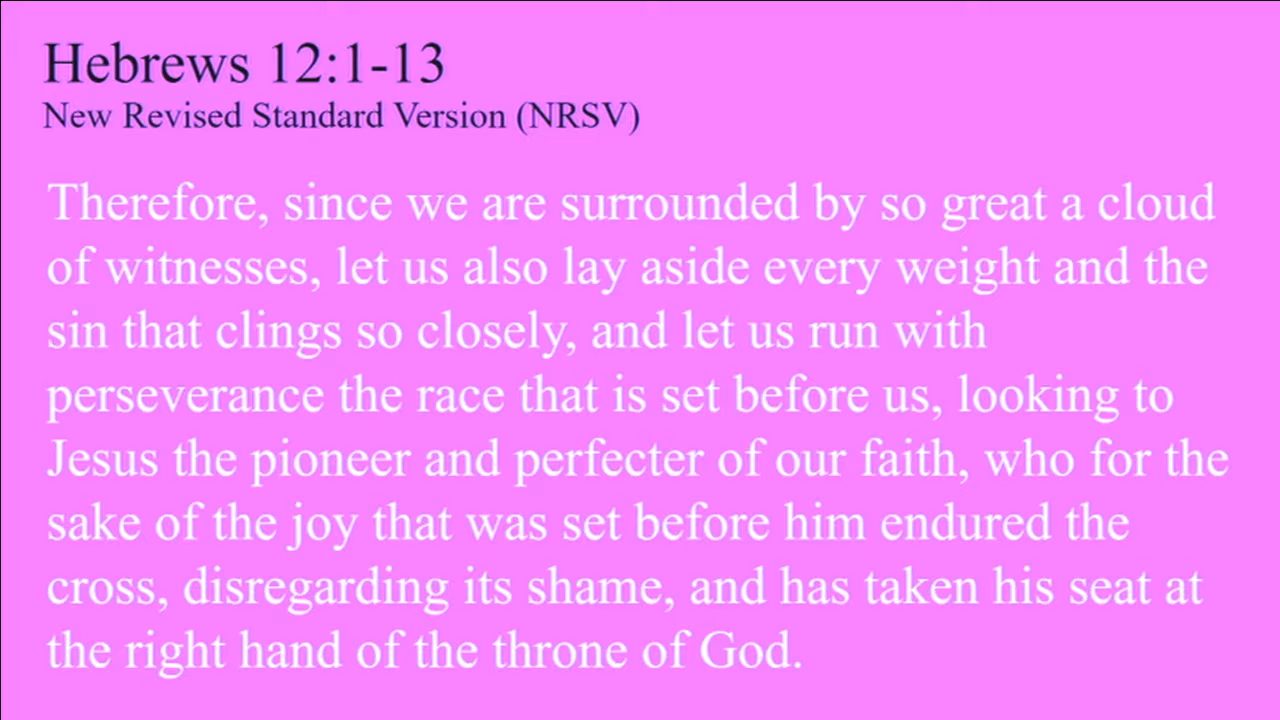 Hebrews 12:1-13
New Revised Standard Version (NRSV)
Therefore, since we are surrounded by so great a cloud
of witnesses, let us also lay aside every weight and the
sin that clings so closely, and let us run with
perseverance the race that is set before us, looking to
Jesus the pioneer and perfecter of our faith, who for the
sake of the joy that was set before him endured the
cross, disregarding its shame, and has taken his seat at
the right hand of the throne of God.